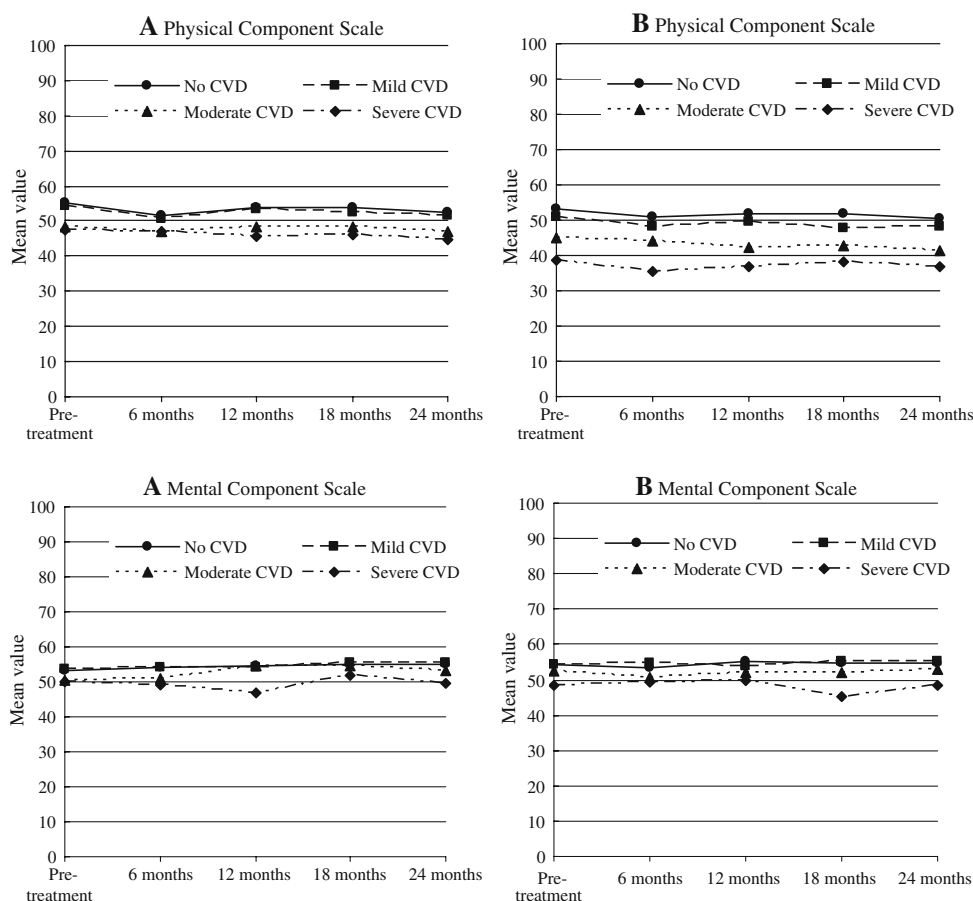 A Physical Component Scale
100
90
80
70
60
50
40
30
20
10
0
Mean value
No CVD
Mild CVD
Moderate CVD
Severe CVD
Pre-
treatment
6 months
12 months
18 months
24 months
B Physical Component Scale
100
90
80
70
60
50
40
30
20
10
0
Mean value
No CVD
Mild CVD
Moderate CVD
Severe CVD
Pre-
treatment
6 months
12 months
18 months
24 months
A Mental Component Scale
100
90
80
70
60
50
40
30
20
10
0
Mean value
No CVD
Mild CVD
Moderate CVD
Severe CVD
Pre-
treatment
6 months
12 months
18 months
24 months
B Mental Component Scale
100
90
80
70
60
50
40
30
20
10
0
Mean value
No CVD
Mild CVD
Moderate CVD
Severe CVD
Pre-
treatment
6 months
12 months
18 months
24 months